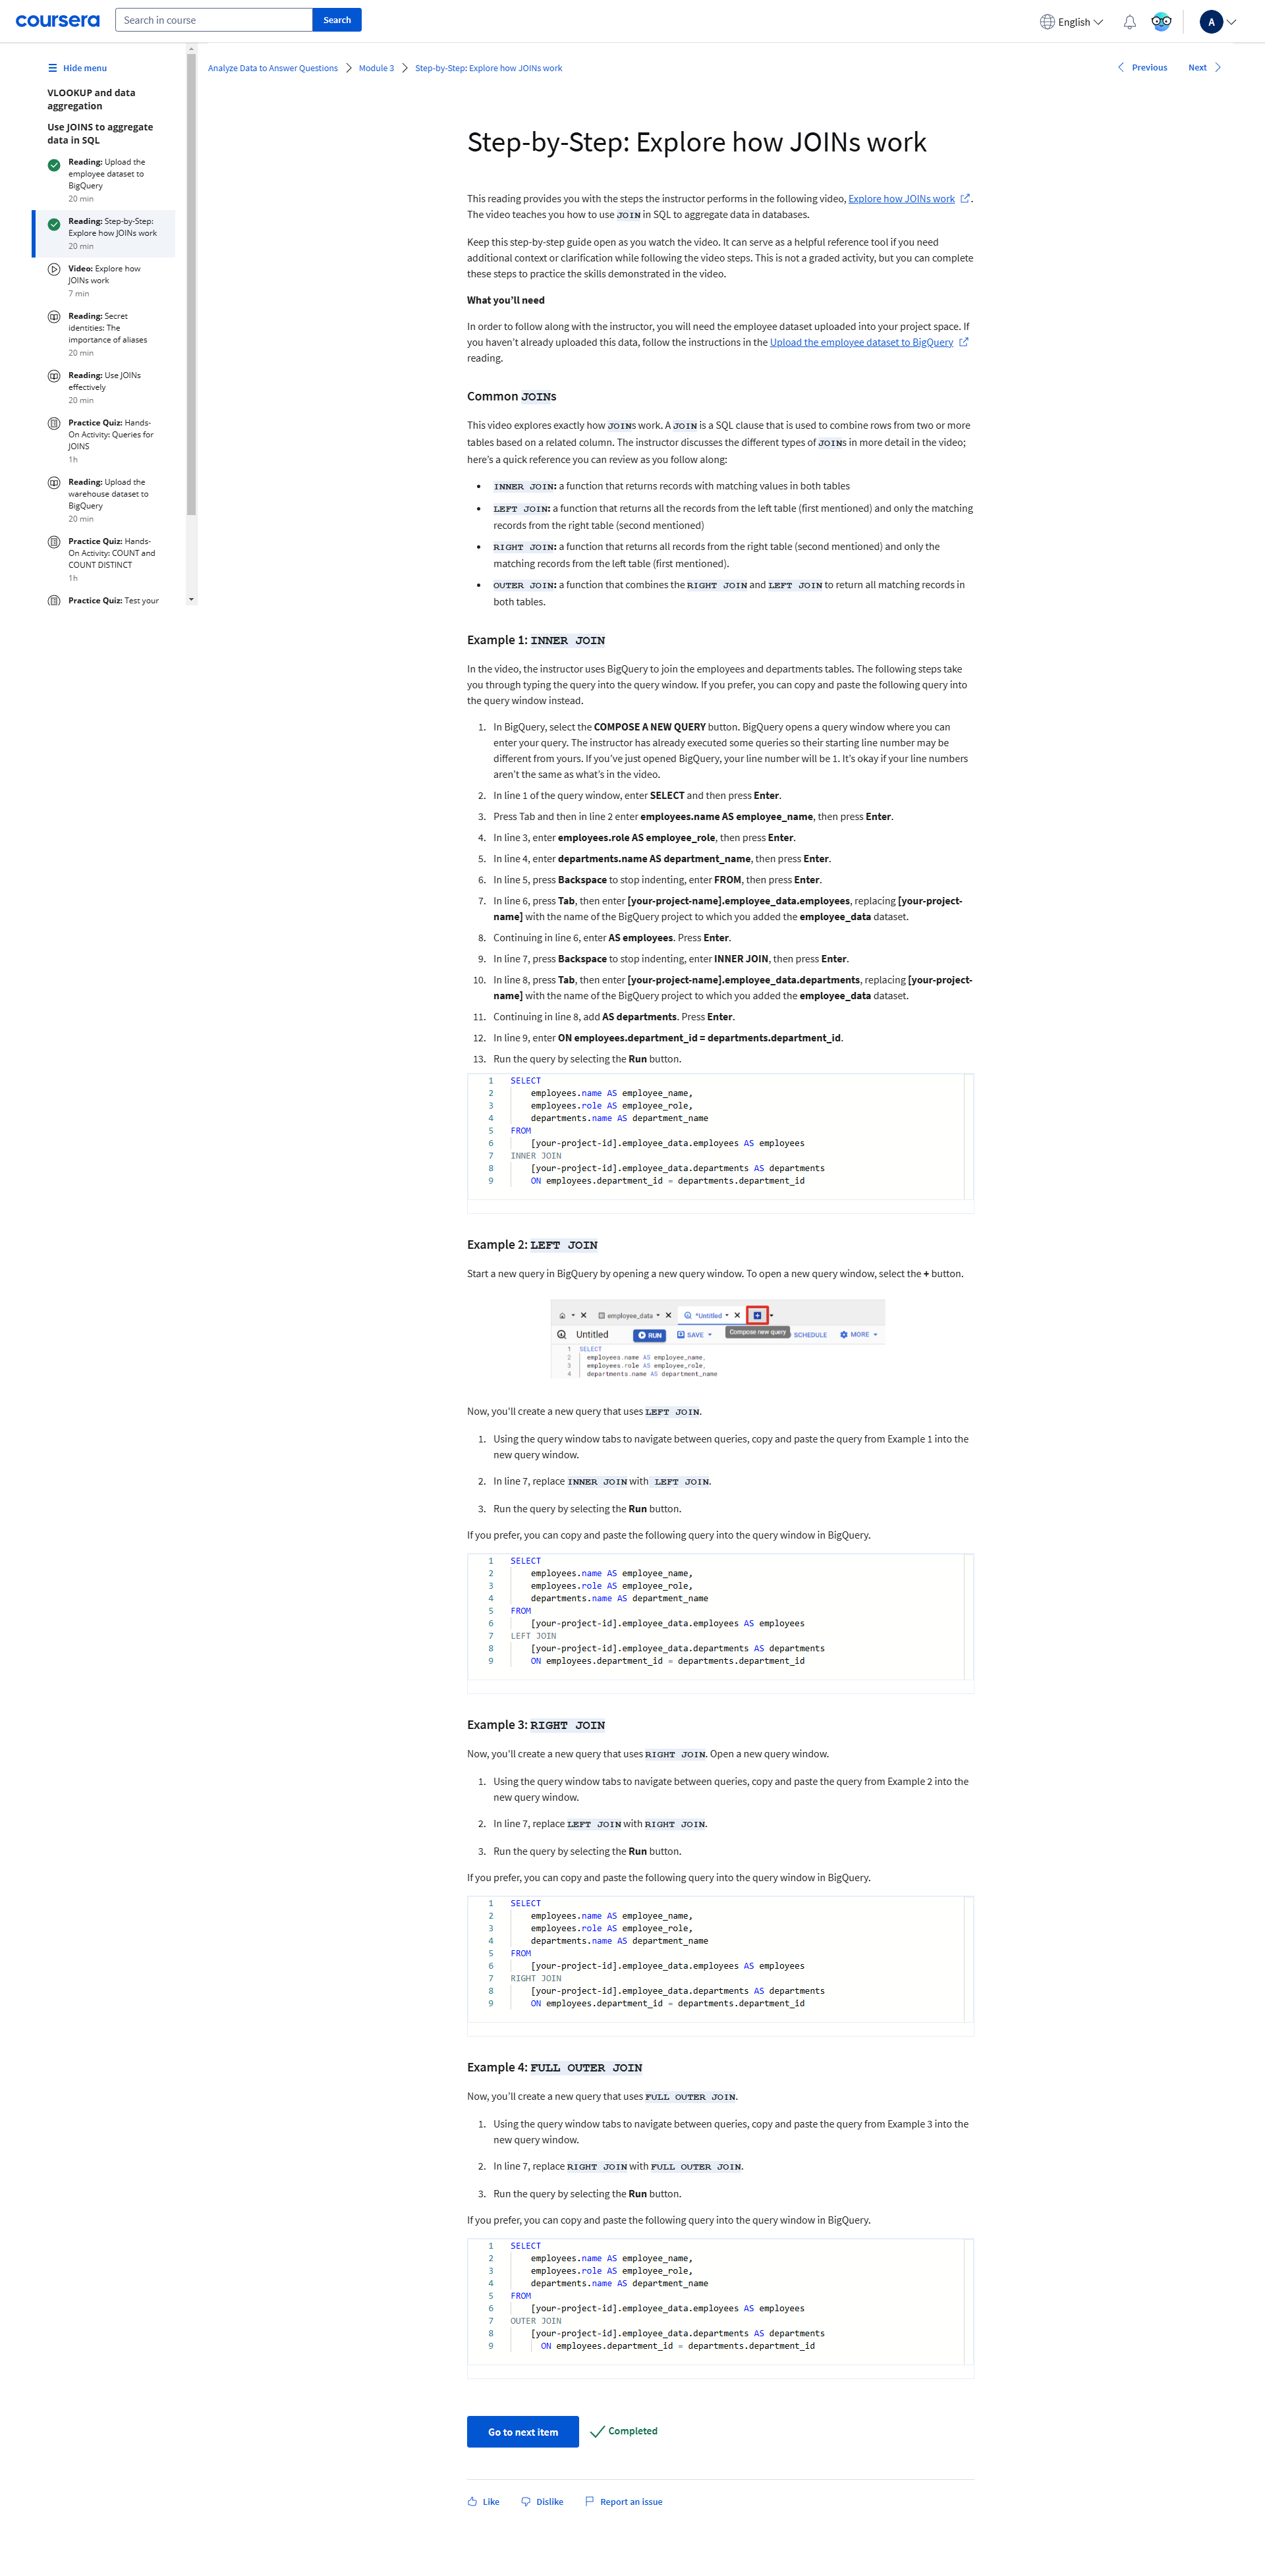 coursera
Search in course
Search
English
A
Hide menu
VLOOKUP and data
aggregation
Use JOINS to aggregate
data in SQL
Reading: Upload the
employee dataset to
BigQuery
20 min
Reading: Step-by-Step:
Explore how JOINs work
20 min
Video: Explore how
JOINs work
7 min
Reading: Secret
identities: The
importance of aliases
20 min
Reading: Use JOINs
effectively
20 min
Practice Quiz: Hands-
On Activity: Queries for
JOINS
1h
Reading: Upload the
warehouse dataset to
BigQuery
20 min
Practice Quiz: Hands-
On Activity: COUNT and
COUNT DISTINCT
1h
Practice Quiz: Test your
Analyze Data to Answer Questions
Module 3
Step-by-Step: Explore how JOINs work
Previous
Next
Step-by-Step: Explore how JOINs work
This reading provides you with the steps the instructor performs in the following video, Explore how JOINs work .
The video teaches you how to use JOIN in SQL to aggregate data in databases.
Keep this step-by-step guide open as you watch the video. It can serve as a helpful reference tool if you need
additional context or clarification while following the video steps. This is not a graded activity, but you can complete
these steps to practice the skills demonstrated in the video.
What you’ll need
In order to follow along with the instructor, you will need the employee dataset uploaded into your project space. If
you haven’t already uploaded this data, follow the instructions in the Upload the employee dataset to BigQuery
reading.
Common JOINs
This video explores exactly how JOINs work. A JOIN is a SQL clause that is used to combine rows from two or more
tables based on a related column. The instructor discusses the different types of JOINs in more detail in the video;
here’s a quick reference you can review as you follow along:
• INNER JOIN: a function that returns records with matching values in both tables
• LEFT JOIN: a function that returns all the records from the left table (first mentioned) and only the matching
records from the right table (second mentioned)
• RIGHT JOIN: a function that returns all records from the right table (second mentioned) and only the
matching records from the left table (first mentioned).
• OUTER JOIN: a function that combines the RIGHT JOIN and LEFT JOIN to return all matching records in
both tables.
Example 1: INNER JOIN
In the video, the instructor uses BigQuery to join the employees and departments tables. The following steps take
you through typing the query into the query window. If you prefer, you can copy and paste the following query into
the query window instead.
1. In BigQuery, select the COMPOSE A NEW QUERY button. BigQuery opens a query window where you can
enter your query. The instructor has already executed some queries so their starting line number may be
different from yours. If you’ve just opened BigQuery, your line number will be 1. It’s okay if your line numbers
aren’t the same as what’s in the video.
2. In line 1 of the query window, enter SELECT and then press Enter.
3. Press Tab and then in line 2 enter employees.name AS employee_name, then press Enter.
4. In line 3, enter employees.role AS employee_role, then press Enter.
5. In line 4, enter departments.name AS department_name, then press Enter.
6. In line 5, press Backspace to stop indenting, enter FROM, then press Enter.
7. In line 6, press Tab, then enter [your-project-name].employee_data.employees, replacing [your-project-
name] with the name of the BigQuery project to which you added the employee_data dataset.
8. Continuing in line 6, enter AS employees. Press Enter.
9. In line 7, press Backspace to stop indenting, enter INNER JOIN, then press Enter.
10. In line 8, press Tab, then enter [your-project-name].employee_data.departments, replacing [your-project-
name] with the name of the BigQuery project to which you added the employee_data dataset.
11. Continuing in line 8, add AS departments. Press Enter.
12. In line 9, enter ON employees.department_id = departments.department_id.
13. Run the query by selecting the Run button.
1 SELECT
2 employees.name AS employee_name,
3 employees.role AS employee_role,
4 departments.name AS department_name
5 FROM
6 [your-project-id].employee_data.employees AS employees
7 INNER JOIN
8 [your-project-id].employee_data.departments AS departments
9 ON employees.department_id = departments.department_id
Example 2: LEFT JOIN
Start a new query in BigQuery by opening a new query window. To open a new query window, select the + button.
employee_data
*Untitled
Untitled
RUN
SAVE
Compose new query
SCHEDULE
MORE
1 SELECT
2 employees.name AS employee_name,
3 employees.role AS employee_role,
4 departments.name AS department_name
Now, you’ll create a new query that uses LEFT JOIN.
1. Using the query window tabs to navigate between queries, copy and paste the query from Example 1 into the
new query window.
2. In line 7, replace INNER JOIN with LEFT JOIN.
3. Run the query by selecting the Run button.
If you prefer, you can copy and paste the following query into the query window in BigQuery.
1 SELECT
2 employees.name AS employee_name,
3 employees.role AS employee_role,
4 departments.name AS department_name
5 FROM
6 [your-project-id].employee_data.employees AS employees
7 LEFT JOIN
8 [your-project-id].employee_data.departments AS departments
9 ON employees.department_id = departments.department_id
Example 3: RIGHT JOIN
Now, you’ll create a new query that uses RIGHT JOIN. Open a new query window.
1. Using the query window tabs to navigate between queries, copy and paste the query from Example 2 into the
new query window.
2. In line 7, replace LEFT JOIN with RIGHT JOIN.
3. Run the query by selecting the Run button.
If you prefer, you can copy and paste the following query into the query window in BigQuery.
1 SELECT
2 employees.name AS employee_name,
3 employees.role AS employee_role,
4 departments.name AS department_name
5 FROM
6 [your-project-id].employee_data.employees AS employees
7 RIGHT JOIN
8 [your-project-id].employee_data.departments AS departments
9 ON employees.department_id = departments.department_id
Example 4: FULL OUTER JOIN
Now, you’ll create a new query that uses FULL OUTER JOIN.
1. Using the query window tabs to navigate between queries, copy and paste the query from Example 3 into the
new query window.
2. In line 7, replace RIGHT JOIN with FULL OUTER JOIN.
3. Run the query by selecting the Run button.
If you prefer, you can copy and paste the following query into the query window in BigQuery.
1 SELECT
2 employees.name AS employee_name,
3 employees.role AS employee_role,
4 departments.name AS department_name
5 FROM
6 [your-project-id].employee_data.employees AS employees
7 OUTER JOIN
8 [your-project-id].employee_data.departments AS departments
9 ON employees.department_id = departments.department_id
Go to next item
Completed
Like
Dislike
Report an issue